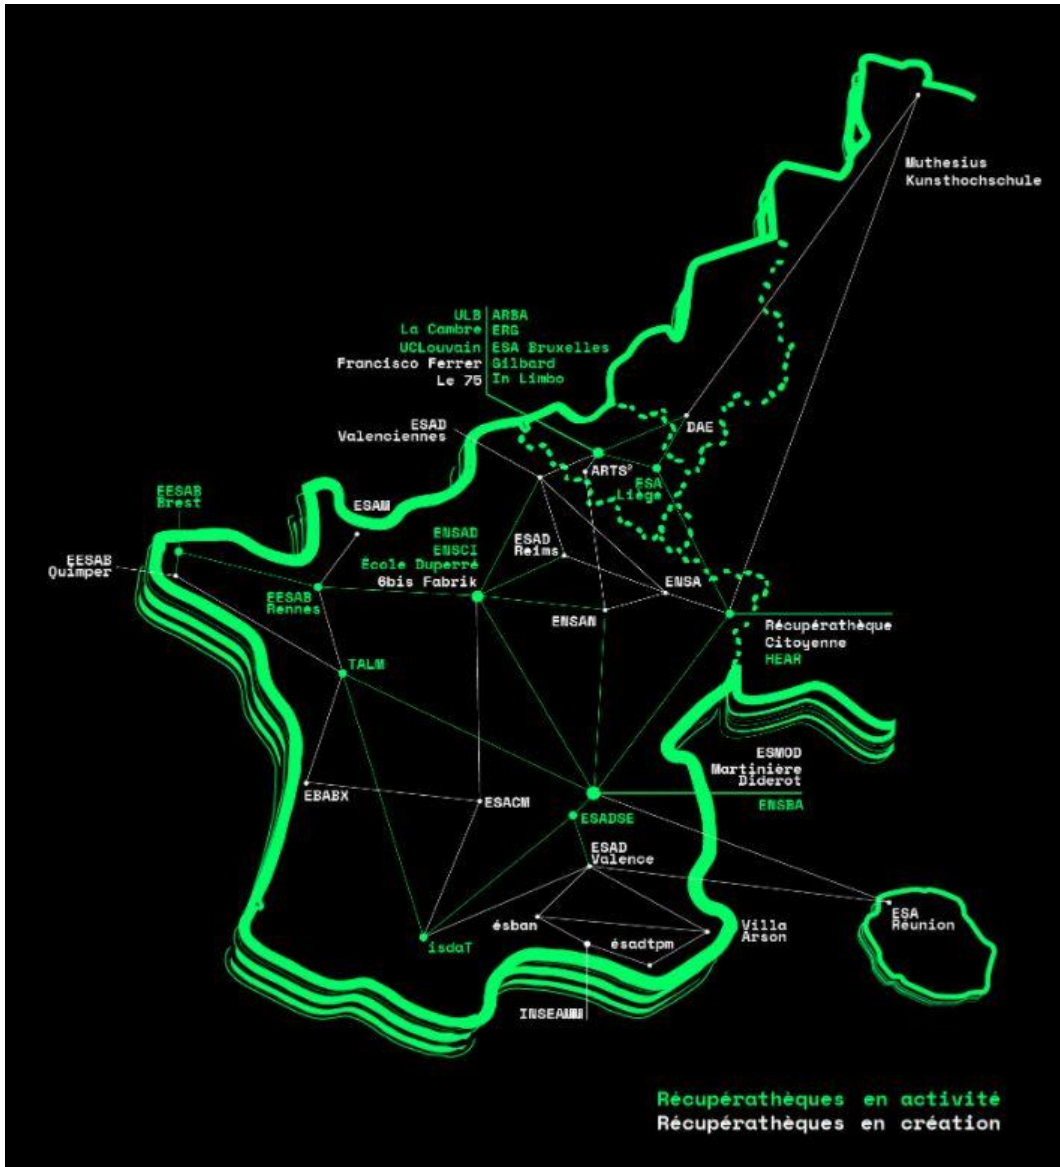 Muthesius
Kunsthochschule
ULB
La Cambre
UCLouvain
Francisco Ferrer
Le 75
ARBA
ERG
ESA Bruxelles
Gilbard
In Limbo
ESAD
Valenciennes
DAE
ARTS²
ESA
Liège
EESAB
Brest
ESAM
EESAB
Quimper
ENSAD
ENSCI
École Duperré
6bis Fabrik
ESAD
Reims
ENSA
EESAB
Rennes
ENSAN
Récupérathèque
Citoyenne
HEAR
TALM
ESMOD
Martinière
Diderot
ENSBA
EBABX
ESACM
ESADSE
ESAD
Valence
ésban
ésadtpm
Villa
Arson
ESA
Réunion
isdaT
INSEAMM
Récupérathèques en activité
Récupérathèques en création